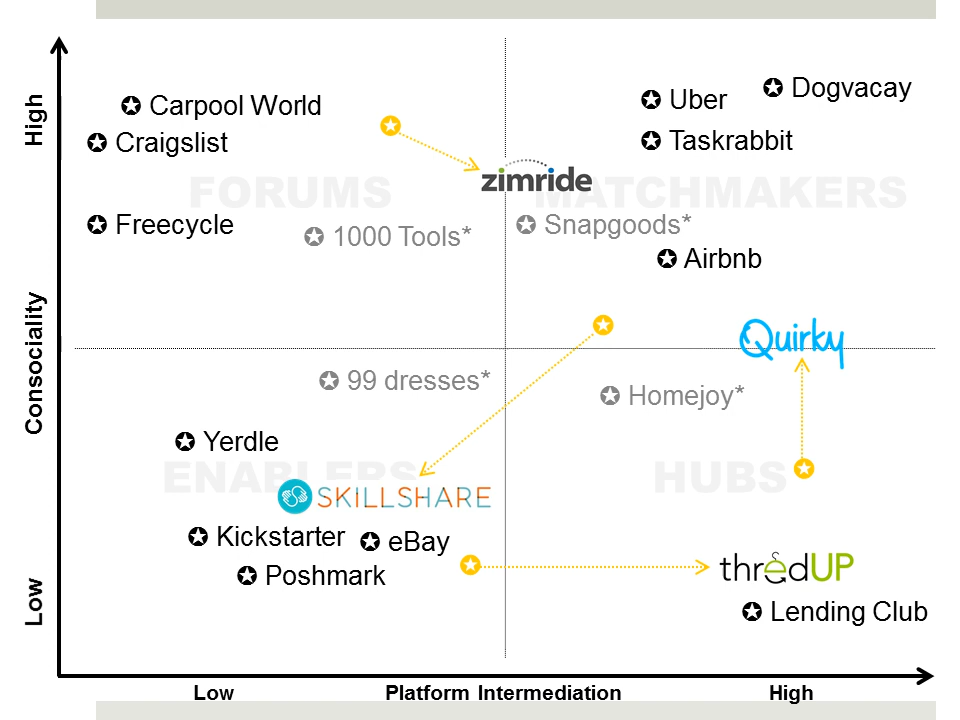 High
Consociality
Low
Carpool World
Craigslist
Freecycle
FORUMS
1000 Tools*
zimride
Uber
Dogvacay
Taskrabbit
MATCHMAKERS
Snapgoods*
Airbnb
Quirky
99 dresses*
Yerdle
ENABLERS
SKILLSHARE
Kickstarter
eBay
Poshmark
Homejoy*
HUBS
thredUP
Lending Club
Low
Platform Intermediation
High